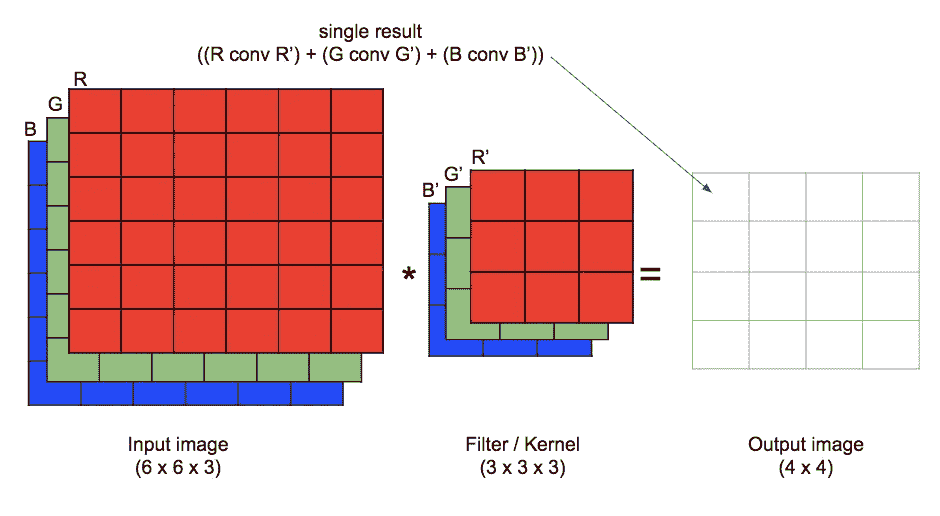 single result
((R conv R’) + (G conv G’) + (B conv B’))
R
G
B
R’
G’
B’
*
=
Input image
(6 x 6 x 3)
Filter / Kernel
(3 x 3 x 3)
Output image
(4 x 4)